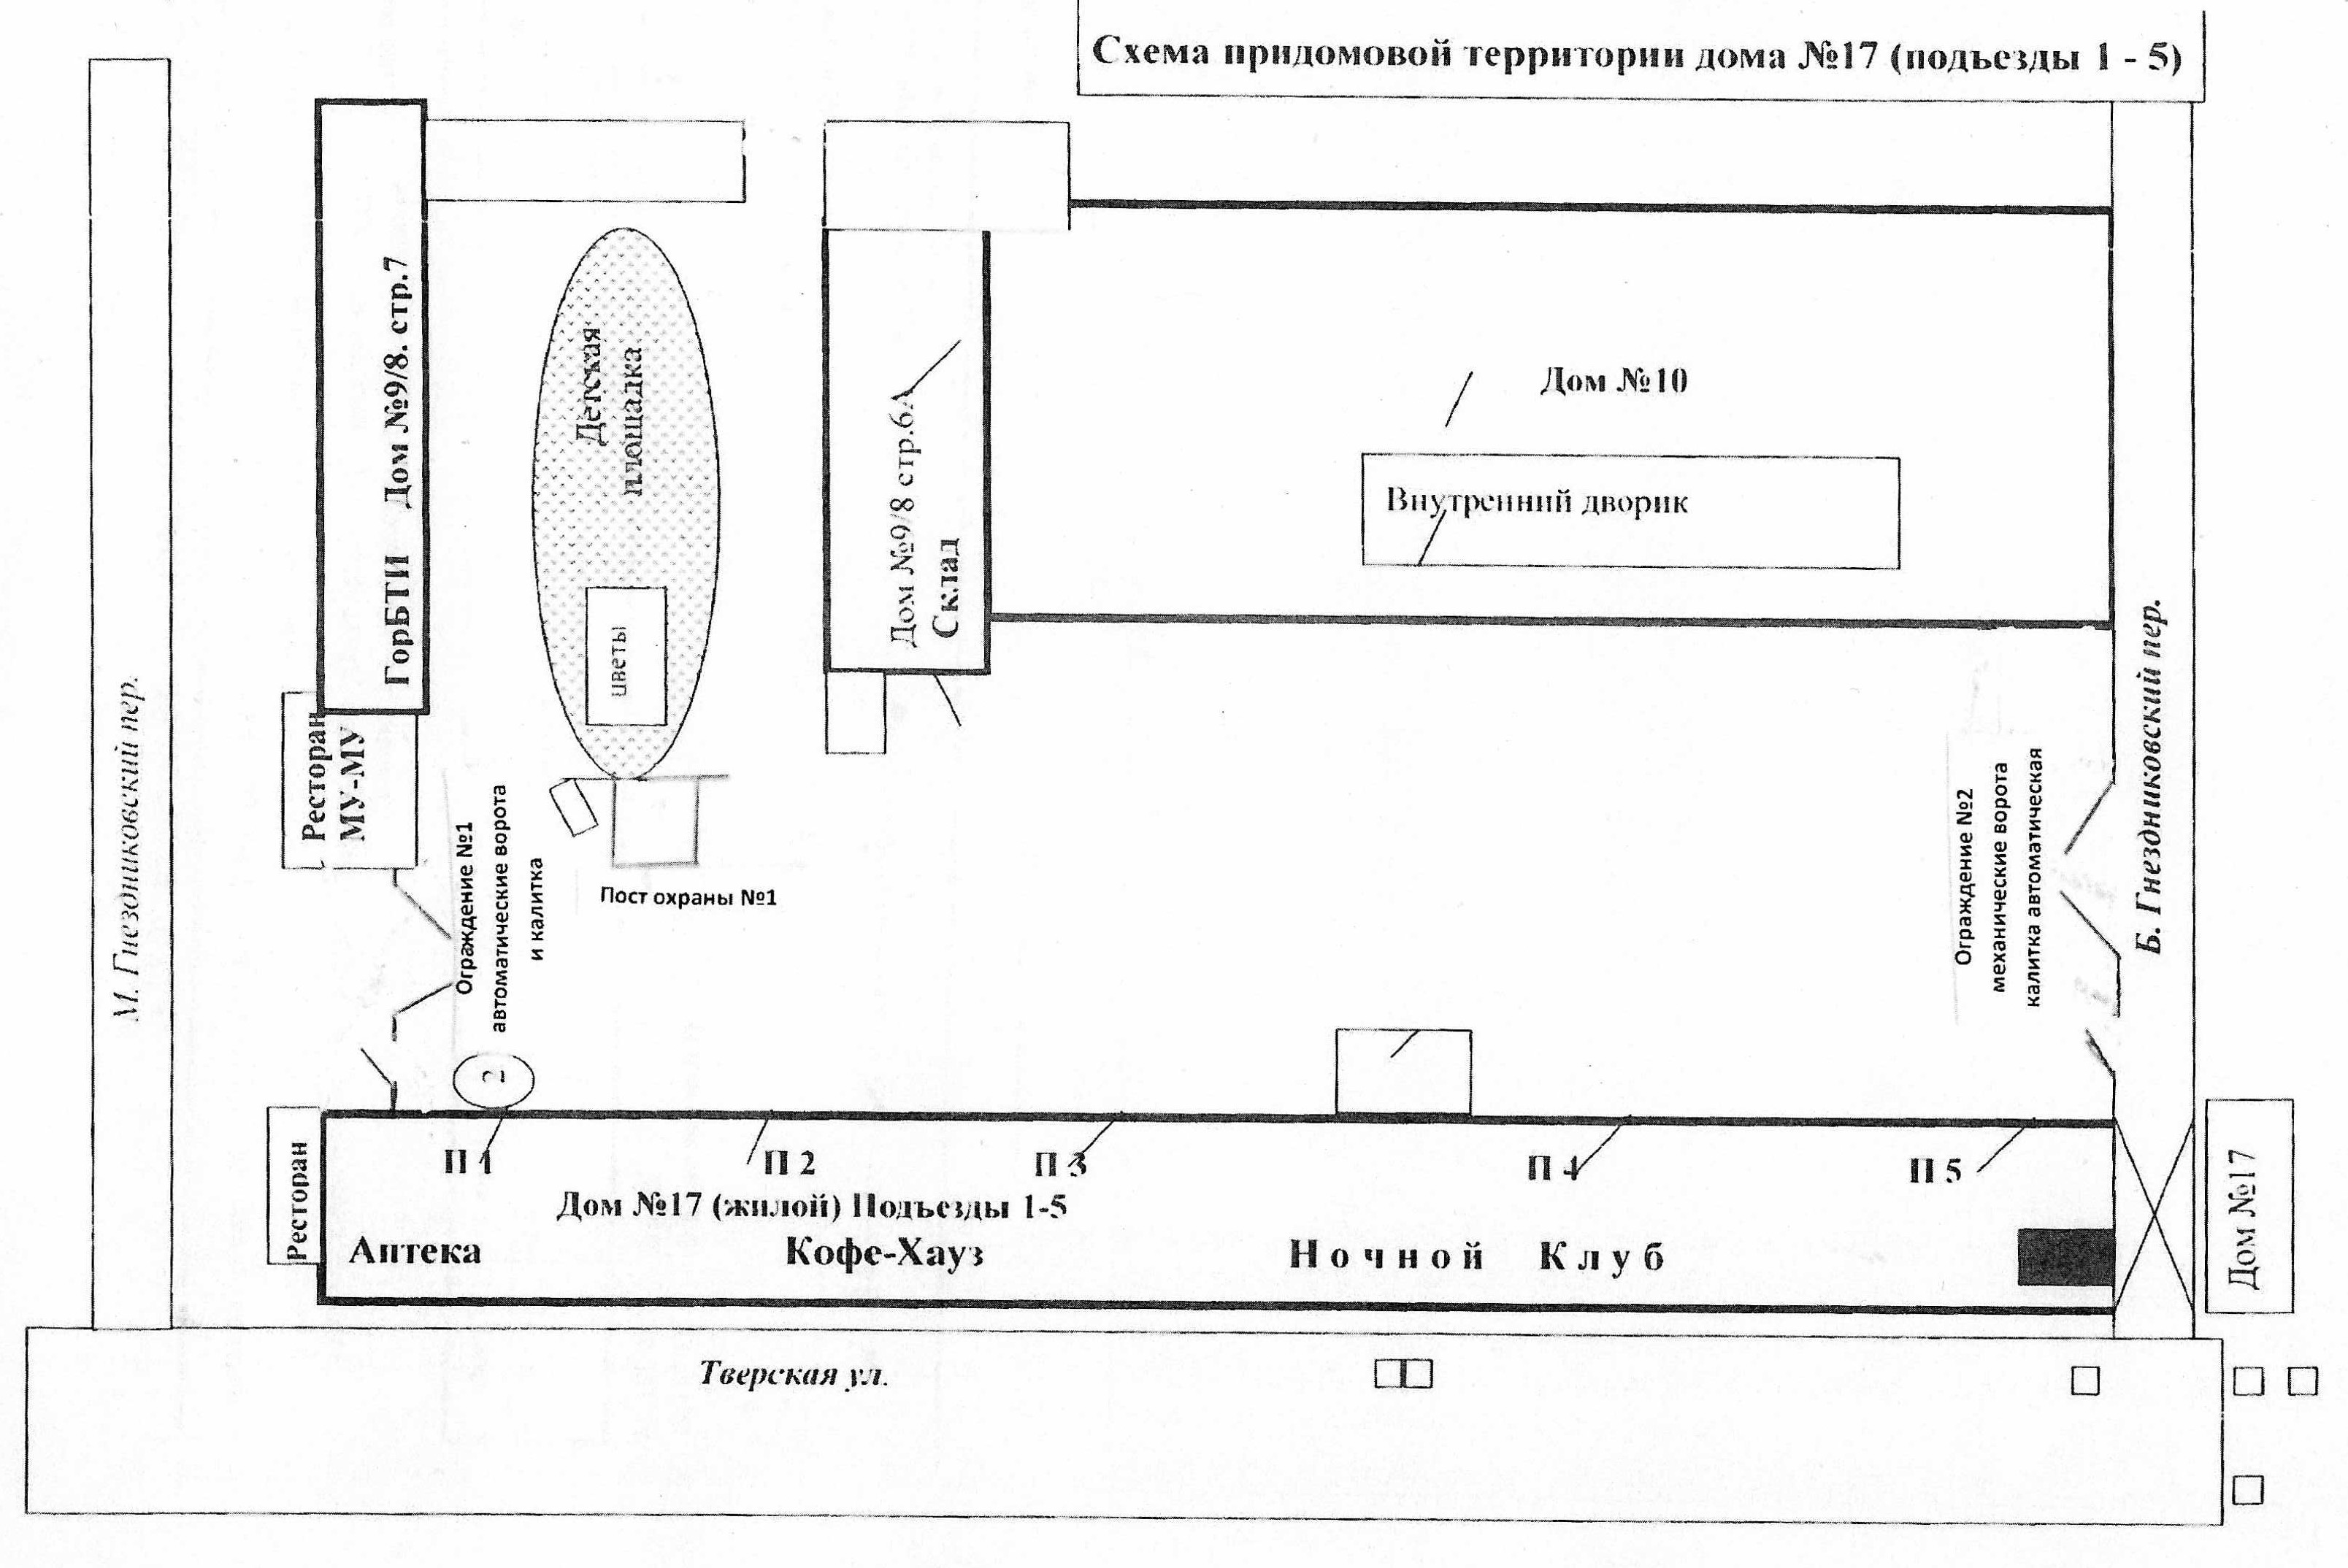 Схема придомовой территории дома №17 (подъезды 1 - 5)
М. Гнездниковский пер.
ГорБТИ Дом №9/8. стр.7
Ресторан
МУ-МУ
Детская
площадка
цветы
Дом №9/8 стр.6А
Склад
Дом №10
Внутренний дворик
Б. Гнездниковский пер.
Ограждение №1
автоматические ворота
и калитка
Пост охраны №1
Ограждение №2
механические ворота
калитка автоматическая
2
Ресторан
П 1
П 2
П 3
П 4
П 5
Дом №17 (жилой) Подъезды 1-5
Аптека
Кофе-Хауз
Ночной Клуб
Дом №17
Тверская ул.